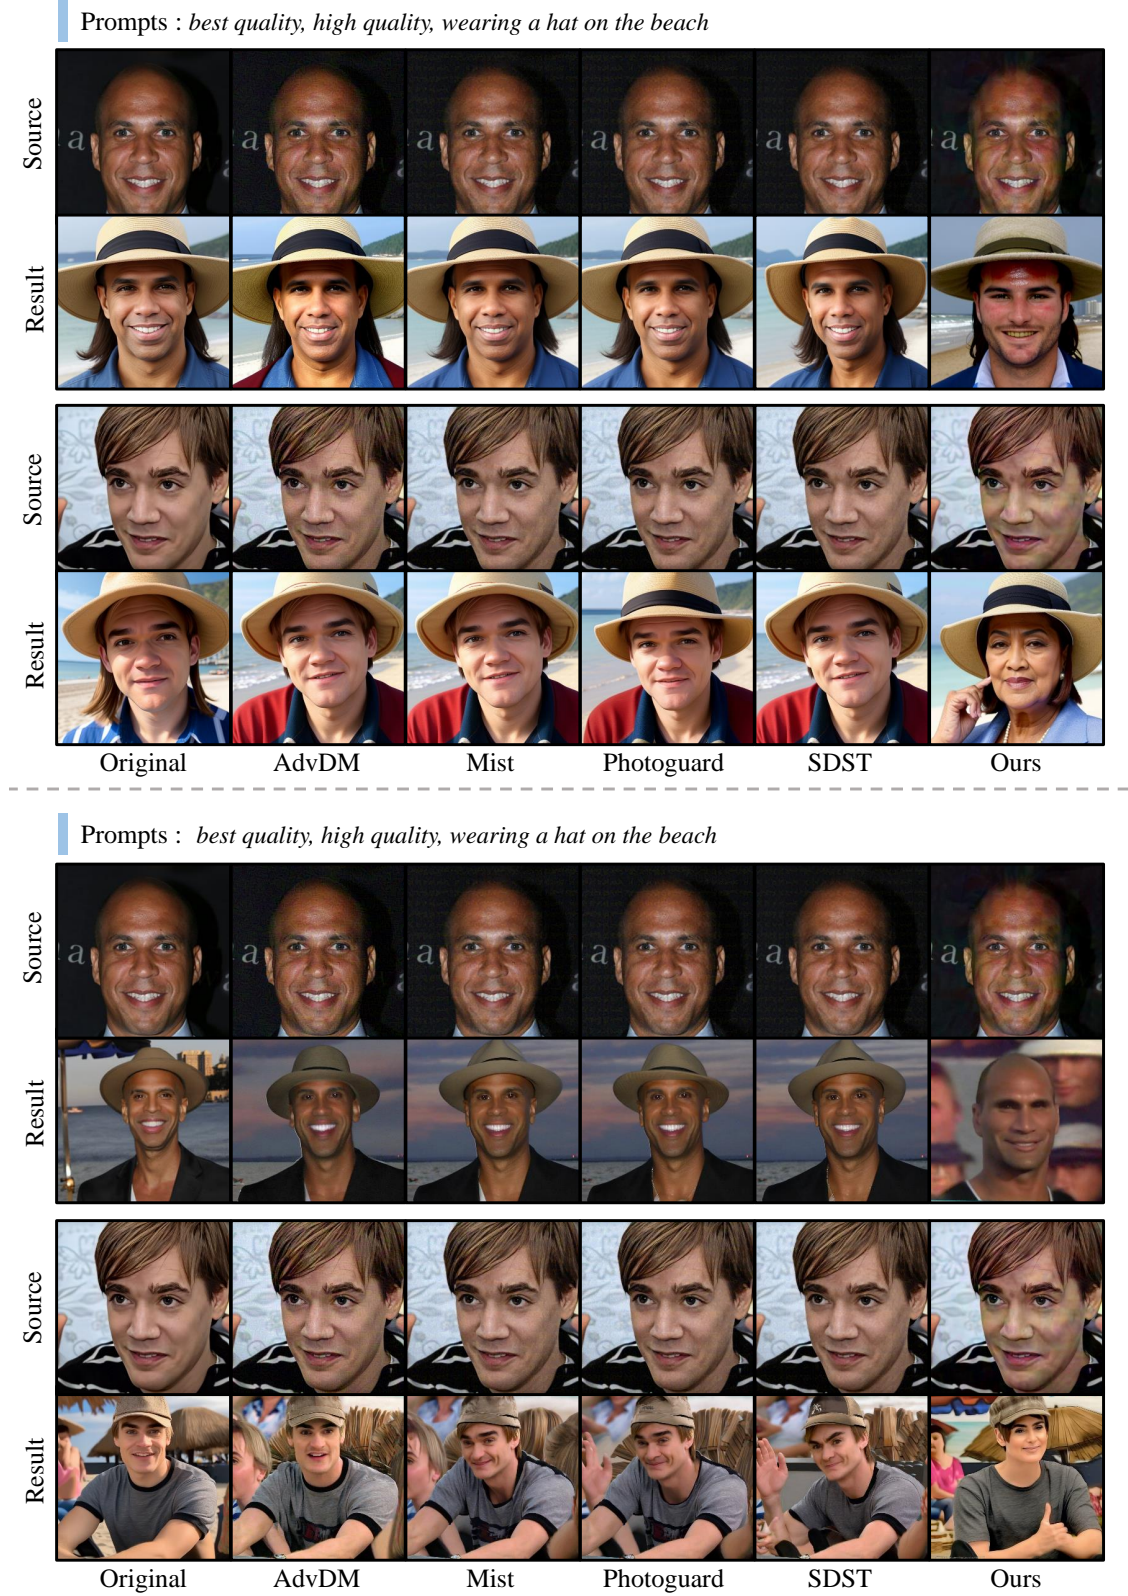 Prompts : best quality, high quality, wearing a hat on the beach
Source
a a a a a a
Result
Source
Result
Original AdvDM Mist Photoguard SDST Ours
Prompts : best quality, high quality, wearing a hat on the beach
Source
a a a a a a
Result
Source
Result
Original AdvDM Mist Photoguard SDST Ours